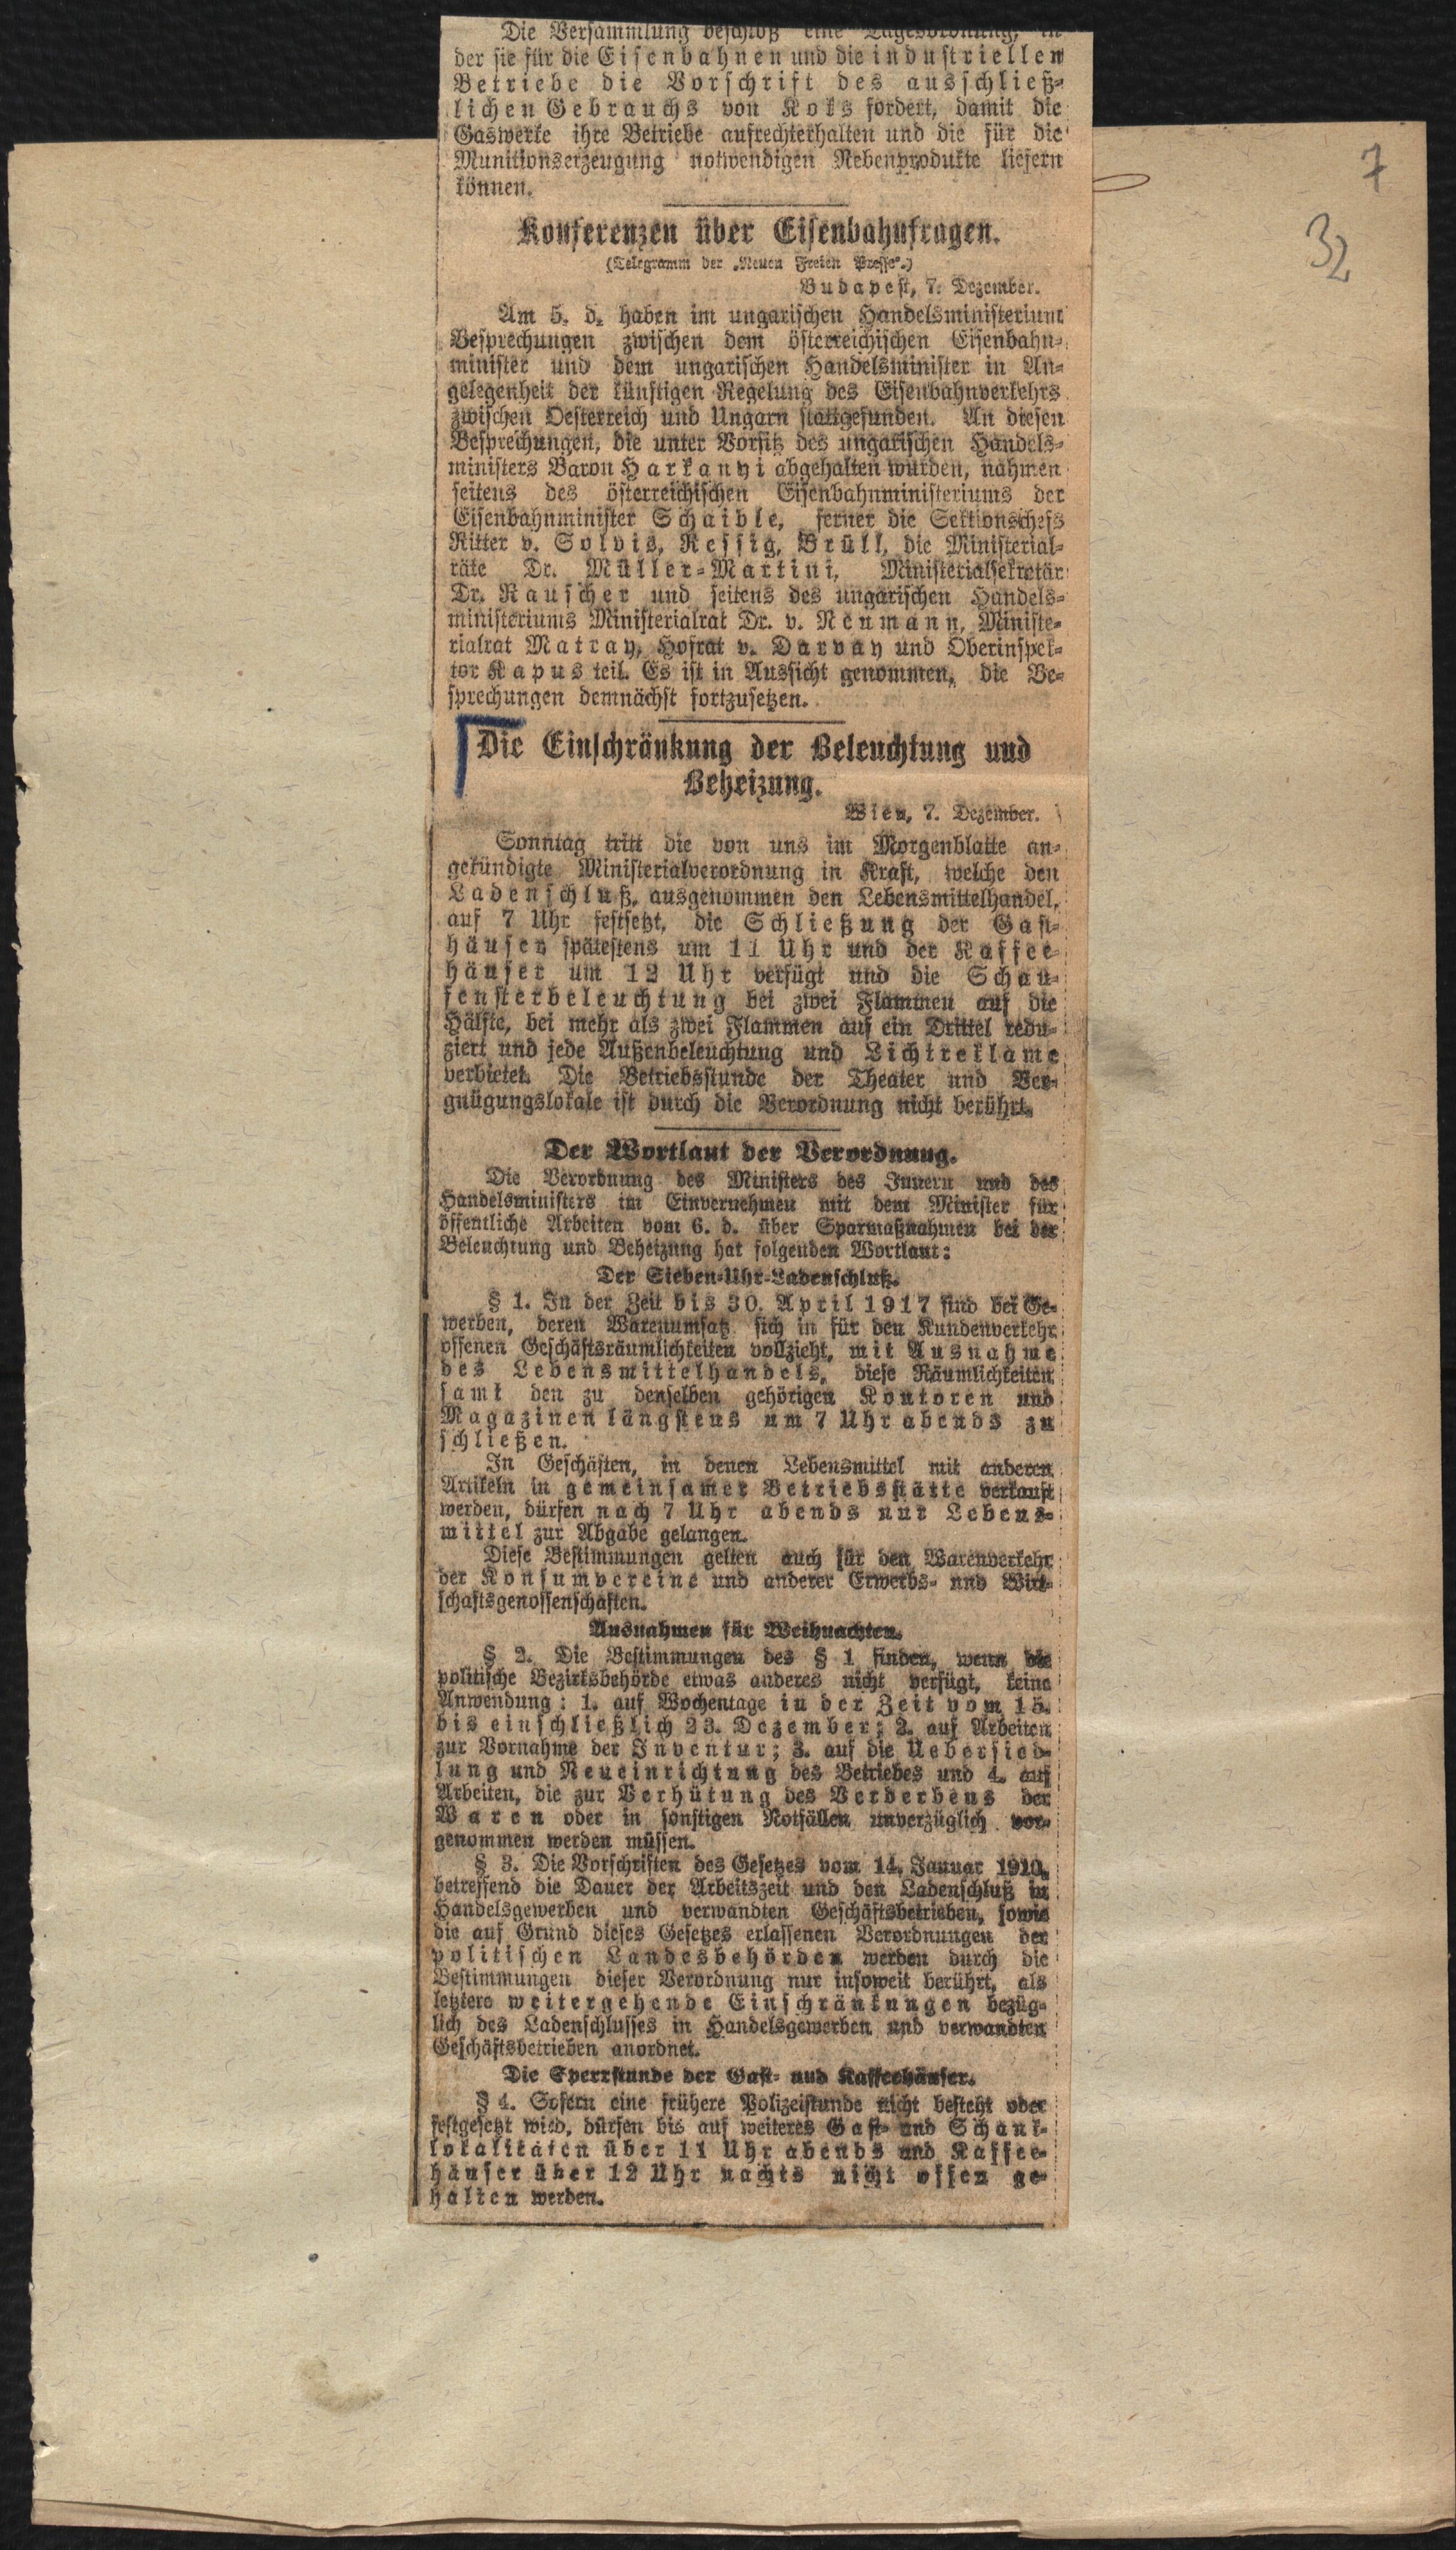 Die Versammlung beschloß eine Tagesordnung, in
der sie für die Eisenbahnen und die industriellen
Betriebe die Vorschrift des ausschließ-
lichen Gebrauchs von Koks fordert, damit die
Gaswerke ihre Betriebe aufrechterhalten und die für die
Munitionserzeugung notwendigen Nebenprodukte liefern
können.
7
32
Konferenzen über Eisenbahnfragen.
(Telegramm der „Neuen Freien Presse“.)
Budapest, 7. Dezember.
Am 5. d. haben im ungarischen Handelsministerium
Besprechungen zwischen dem österreichischen Eisenbahn-
minister und dem ungarischen Handelsminister in An-
gelegenheit der künftigen Regelung des Eisenbahnverkehrs
zwischen Oesterreich und Ungarn stattgefunden. An diesen
Besprechungen, die unter Vorsitz des ungarischen Handels-
ministers Baron Harkanyi abgehalten wurden, nahmen
seitens des österreichischen Eisenbahnministeriums der
Eisenbahnminister Schaible, ferner die Sektionschefs
Ritter v. Solvis, Ressig, Brüll, die Ministerial-
räte Dr. Müller-Martini, Ministerialsekretär
Dr. Rauscher und seitens des ungarischen Handels-
ministeriums Ministerialrat Dr. v. Neumann, Ministe-
rialrat Matray, Hofrat v. Darvay und Oberinspek-
tor Kapus teil. Es ist in Aussicht genommen, die Be-
sprechungen demnächst fortzusetzen.
Die Einschränkung der Beleuchtung und
Beheizung.
Wien, 7. Dezember.
Sonntag tritt die von uns im Morgenblatte an-
gekündigte Ministerialverordnung in Kraft, welche den
Ladenschluß, ausgenommen den Lebensmittelhandel,
auf 7 Uhr festsetzt, die Schließung der Gast-
häuser spätestens um 11 Uhr und der Kaffee-
häuser um 12 Uhr verfügt und die Schau-
fensterbeleuchtung bei zwei Flammen auf die
Hälfte, bei mehr als zwei Flammen auf ein Drittel redu-
ziert und jede Außenbeleuchtung und Lichtreklame
verbietet. Die Betriebsstunde der Theater und Ver-
gnügungslokale ist durch die Verordnung nicht berührt.
Der Wortlaut der Verordnung.
Die Verordnung des Ministers des Innern und des
Handelsministers im Einvernehmen mit dem Minister für
öffentliche Arbeiten vom 6. d. über Sparmaßnahmen bei der
Beleuchtung und Beheizung hat folgenden Wortlaut:
Der Sieben-Uhr-Ladenschluß.
§ 1. In der Zeit bis 30. April 1917 sind bei Ge-
werben, deren Warenumsatz sich in für den Kundenverkehr
offenen Geschäftsräumlichkeiten vollzieht, mit Ausnahme
des Lebensmittelhandels, diese Räumlichkeiten
samt den zu denselben gehörigen Kontoren und
Magazinen längstens um 7 Uhr abends zu
schließen.
In Geschäften, in denen Lebensmittel mit anderen
Artikeln in gemeinsamer Betriebsstätte verkauft
werden, dürfen nach 7 Uhr abends nur Lebens-
mittel zur Abgabe gelangen.
Diese Bestimmungen gelten auch für den Warenverkehr
der Konsumvereine und anderer Erwerbs- und Wirt-
schaftsgenossenschaften.
Ausnahmen für Weihnachten.
§ 2. Die Bestimmungen des § 1 finden, wenn die
politische Bezirksbehörde etwas anderes nicht verfügt, keine
Anwendung: 1. auf Wochentage in der Zeit vom 15.
bis einschließlich 23. Dezember; 2. auf Arbeiten
zur Vornahme der Inventur; 3. auf die Uebersied-
lung und Neueinrichtung des Betriebes und 4. auf
Arbeiten, die zur Verhütung des Verderbens der
Waren oder in sonstigen Notfällen unverzüglich vor-
genommen werden müssen.
§ 3. Die Vorschriften des Gesetzes vom 14. Januar 1910,
betreffend die Dauer der Arbeitszeit und den Ladenschluß in
Handelsgewerben und verwandten Geschäftsbetrieben, sowie
die auf Grund dieses Gesetzes erlassenen Verordnungen der
politischen Landesbehörden werden durch die
Bestimmungen dieser Verordnung nur insoweit berührt, als
letztere weitergehende Einschränkungen bezüg-
lich des Ladenschlusses in Handelsgewerben und verwandten
Geschäftsbetrieben anordnet.
Die Sperrstunde der Gast- und Kaffeehäuser.
§ 4. Sofern eine frühere Polizeistunde nicht besteht oder
festgesetzt wird, dürfen bis auf weiteres Gast- und Schank-
lokalitäten über 11 Uhr abends und Kaffee-
häuser über 12 Uhr nachts nicht offen ge-
halten werden.